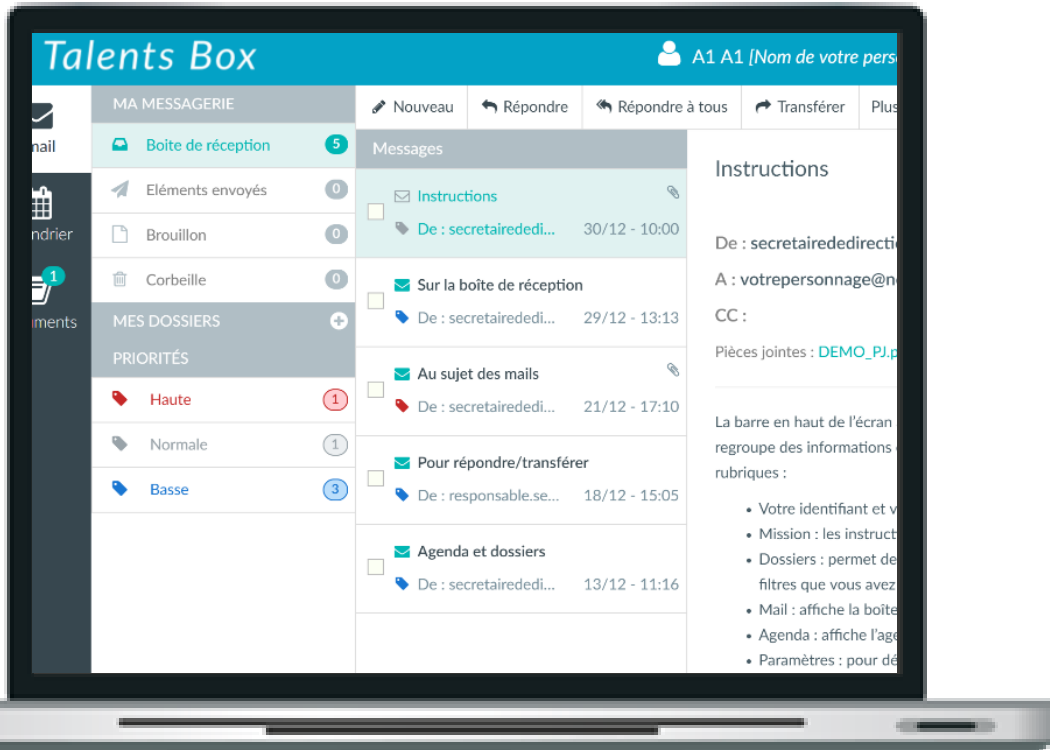 Talents Box
A1 A1 [Nom de votre pers
mail
ndrier
1
ments
MA MESSAGERIE
Boite de réception 5
Eléments envoyés 0
Brouillon 0
Corbeille 0
MES DOSSIERS
PRIORITÉS
Haute 1
Normale 1
Basse 3
Nouveau Répondre Répondre à tous Transférer Plus
Messages
Instructions
De : secretairededi... 30/12 - 10:00
Sur la boîte de réception
De : secretairededi... 29/12 - 13:13
Au sujet des mails
De : secretairededi... 21/12 - 17:10
Pour répondre/transférer
De : responsable.se... 18/12 - 15:05
Agenda et dossiers
De : secretairededi... 13/12 - 11:16
Instructions
De : secretairededirecti
A : votrepersonnage@n
CC :
Pièces jointes : DEMO_PJ.p
La barre en haut de l'écran
regroupe des informations
rubriques :
• Votre identifiant et v
• Mission : les instruct
• Dossiers : permet de
filtres que vous avez
• Mail : affiche la boîte
• Agenda : affiche l'age
• Paramètres : pour dé